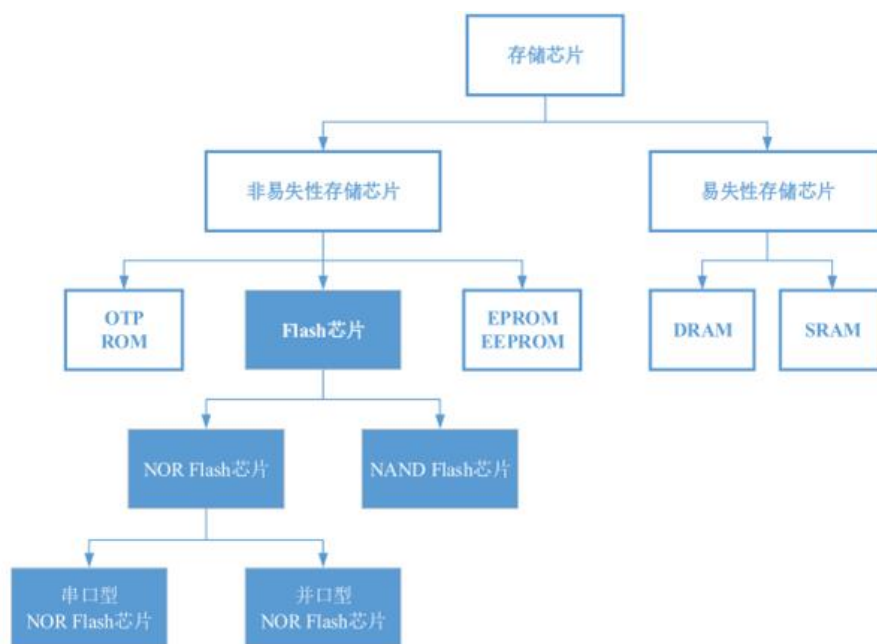 存储芯片
非易失性存储芯片
易失性存储芯片
OTP
ROM
Flash芯片
EPROM
EEPROM
DRAM
SRAM
NOR Flash芯片
NAND Flash芯片
串口型
NOR Flash芯片
并口型
NOR Flash芯片